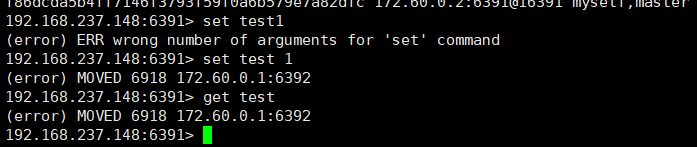 f86dcda5b4ff7146f3793f59f0a6b579e7a82dfc 172.60.0.2:6391@16391 myself,master
192.168.237.148:6391> set test1
(error) ERR wrong number of arguments for 'set' command
192.168.237.148:6391> set test 1
(error) MOVED 6918 172.60.0.1:6392
192.168.237.148:6391> get test
(error) MOVED 6918 172.60.0.1:6392
192.168.237.148:6391>